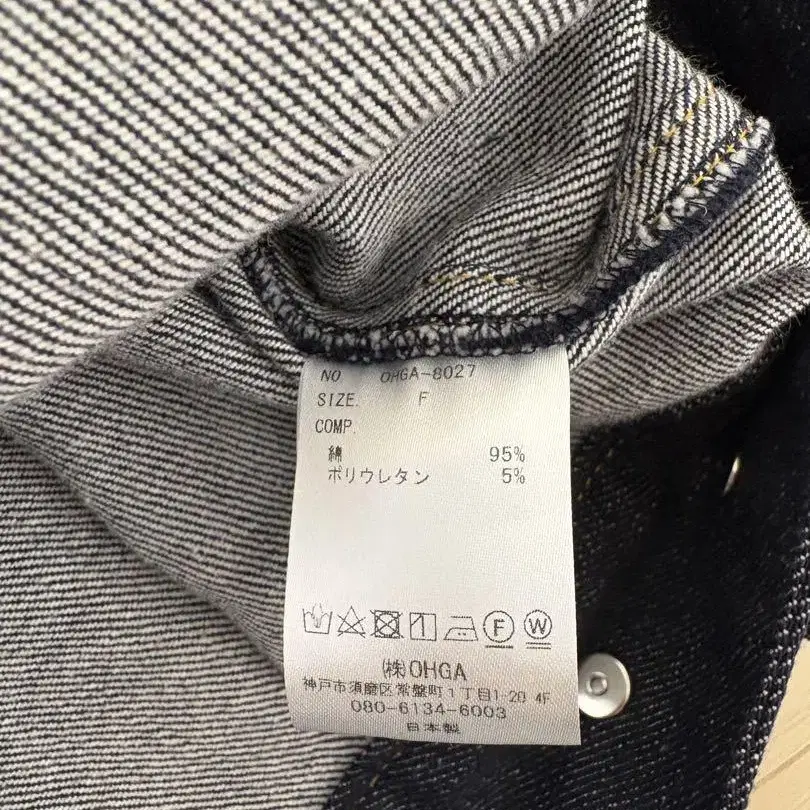 NO OHGA-8027
SIZE. F
COMP.
綿 95%
ポリウレタン 5%
F W
(株)OHGA
神戸市須磨区常盤町1丁目1-20 4F
080-6134-6003
日本製